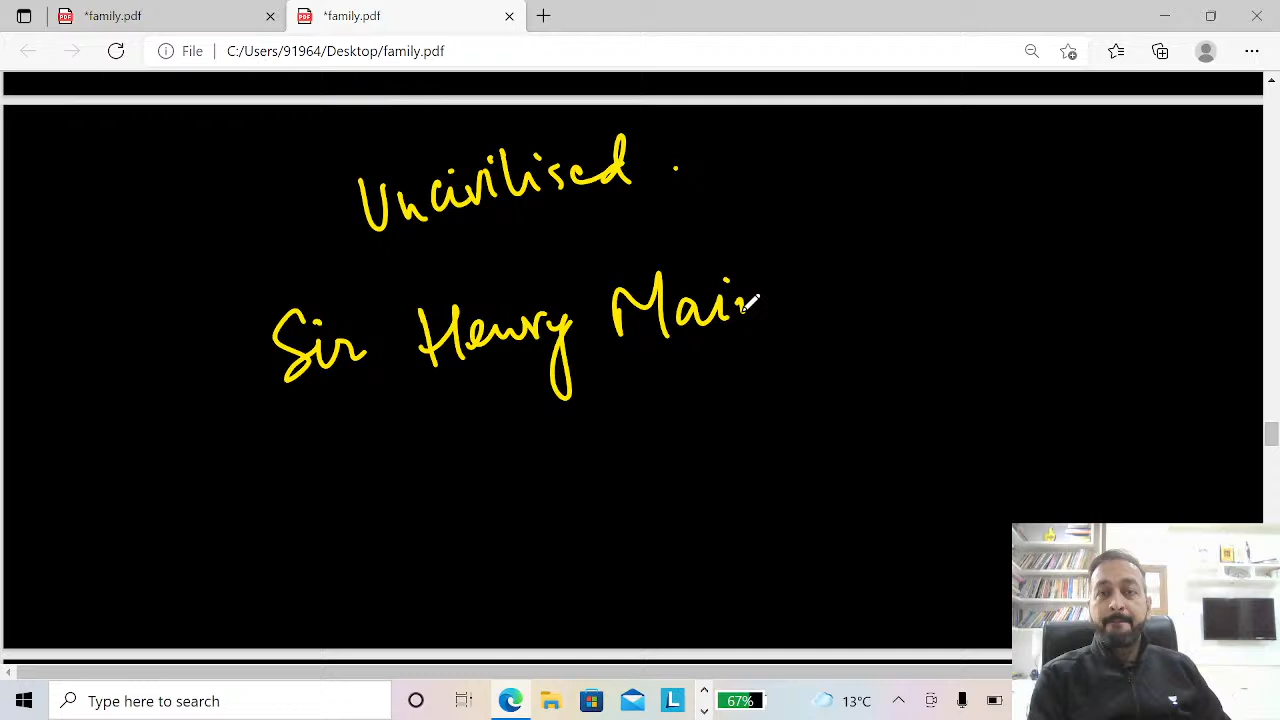 *family.pdf
*family.pdf
File
C:/Users/91964/Desktop/family.pdf
Uncivilised .
Sir Henry Main
Type here to search
67%
13°C